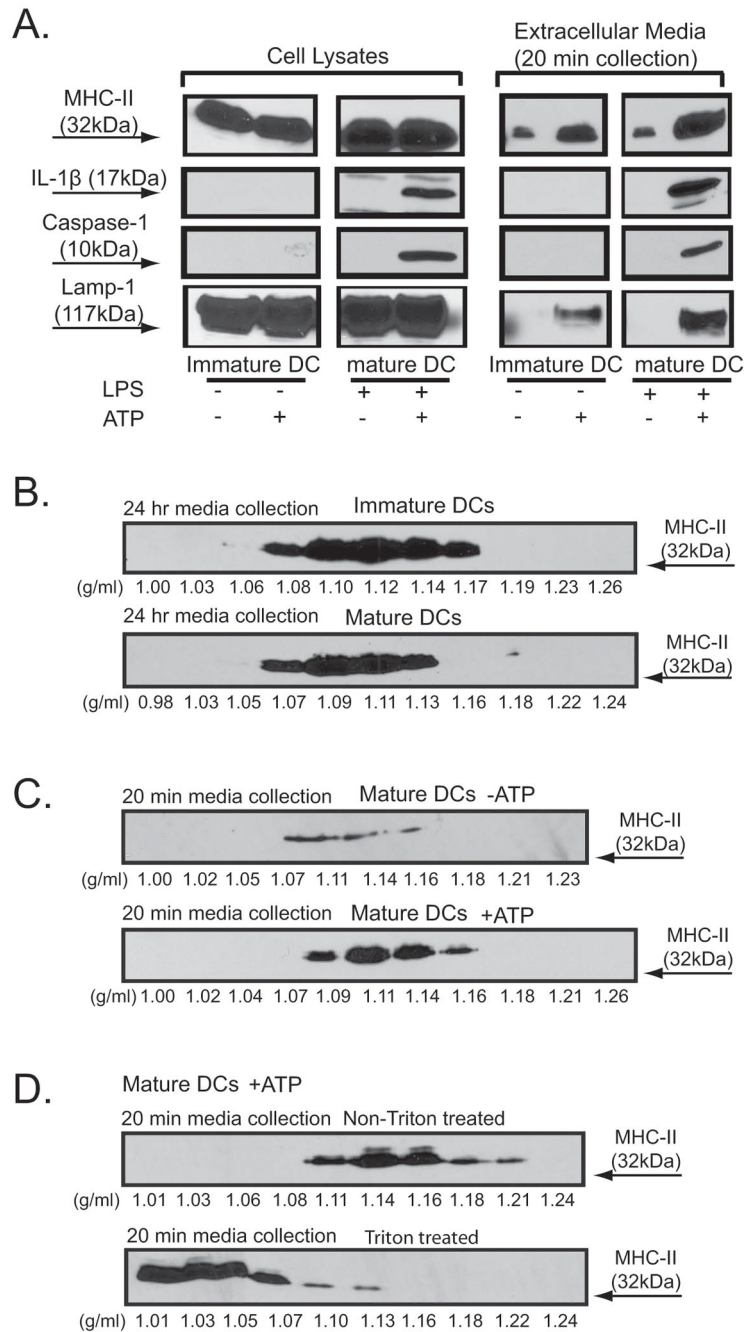 A.
Cell Lysates
Extracellular Media
(20 min collection)
MHC-II
(32kDa)
IL-1β (17kDa)
Caspase-1
(10kDa)
Lamp-1
(117kDa)
Immature DC mature DC Immature DC mature DC
LPS - - + + - - + +
ATP - + - + - + - +
B.
24 hr media collection Immature DCs
MHC-II
(32kDa)
(g/ml) 1.00 1.03 1.06 1.08 1.10 1.12 1.14 1.17 1.19 1.23 1.26
24 hr media collection Mature DCs
MHC-II
(32kDa)
(g/ml) 0.98 1.03 1.05 1.07 1.09 1.11 1.13 1.16 1.18 1.22 1.24
C.
20 min media collection Mature DCs -ATP
MHC-II
(32kDa)
(g/ml) 1.00 1.02 1.05 1.07 1.11 1.14 1.16 1.18 1.21 1.23
20 min media collection Mature DCs +ATP
MHC-II
(32kDa)
(g/ml) 1.00 1.02 1.04 1.07 1.09 1.11 1.14 1.16 1.18 1.21 1.26
D.
Mature DCs +ATP
20 min media collection Non-Triton treated
MHC-II
(32kDa)
(g/ml) 1.01 1.03 1.06 1.08 1.11 1.14 1.16 1.18 1.21 1.24
20 min media collection Triton treated
MHC-II
(32kDa)
(g/ml) 1.01 1.03 1.05 1.07 1.10 1.13 1.16 1.18 1.22 1.24